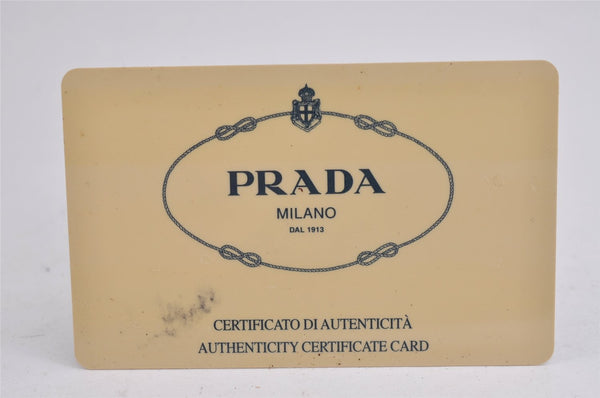 PRADA
MILANO
DAL 1913
CERTIFICATO DI AUTENTICITÀ
AUTHENTICITY CERTIFICATE CARD